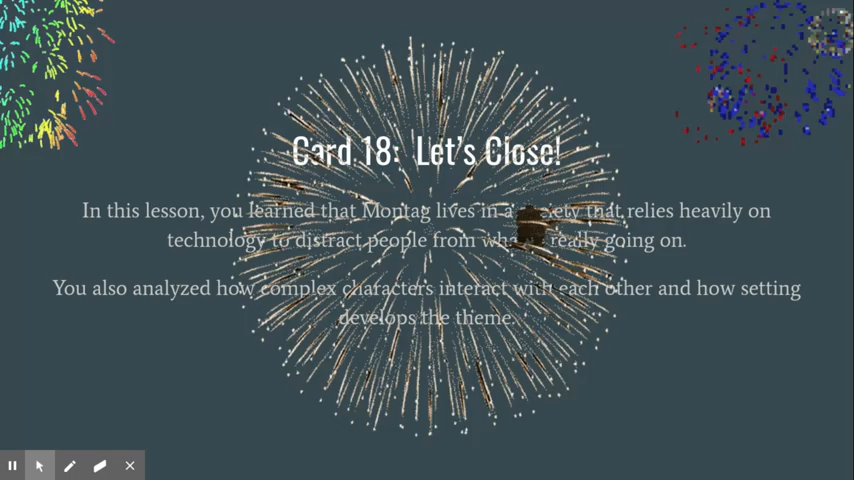 Card 18: Let's Close!
In this lesson, you learned that Montag lives in a ety that relies heavily on
technology to distract people from wha really going on.
You also analyzed how complex characters interact with each other and how setting
develops the theme.